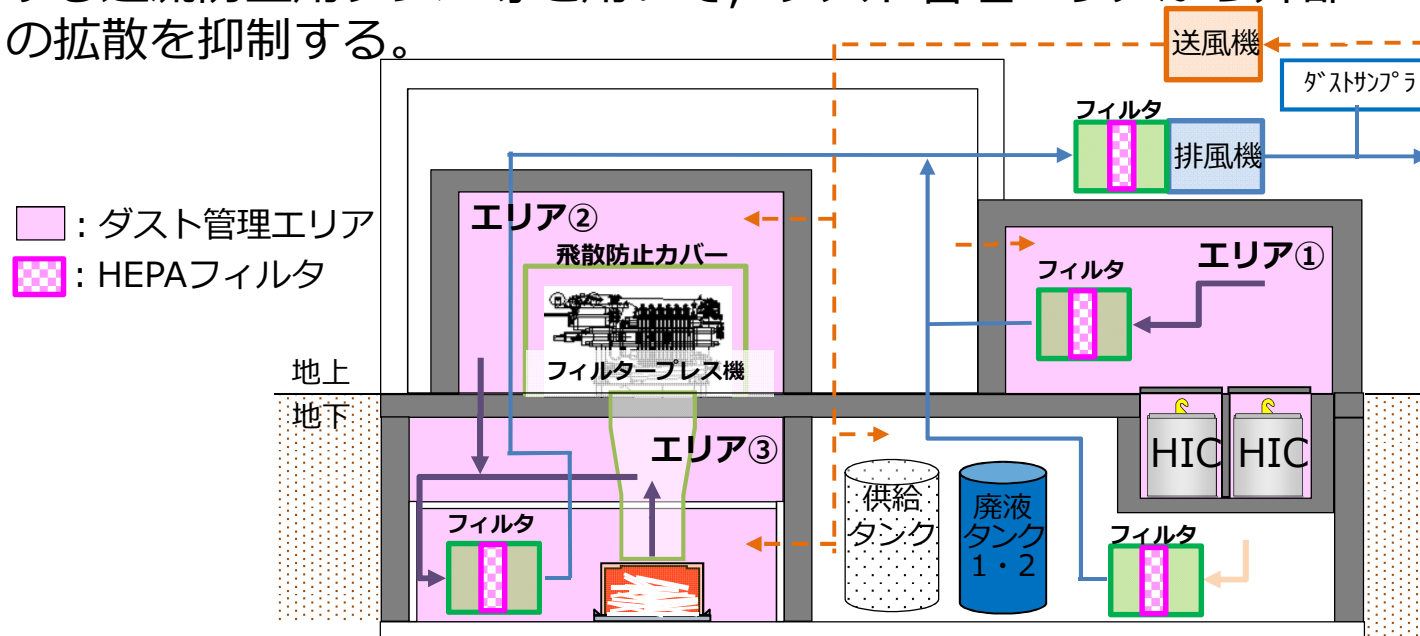 の拡散を抑制する。
送風機
ダストサンプラ
フィルタ
排風機
：ダスト管理エリア
：HEPAフィルタ
エリア②
飛散防止カバー
フィルタープレス機
エリア①
フィルタ
地上
地下
エリア③
HIC HIC
供給
タンク
廃液
タンク
1・2
フィルタ
フィルタ